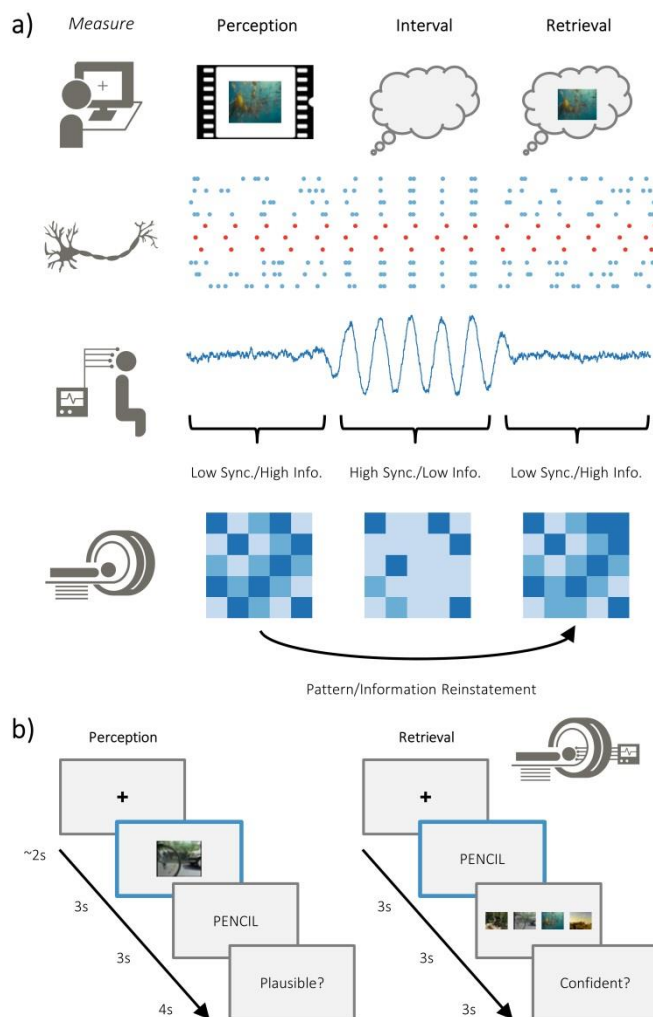 a)
Measure Perception Interval Retrieval
Low Sync./High Info. High Sync./Low Info. Low Sync./High Info.
Pattern/Information Reinstatement
b)
Perception Retrieval
+ +
~2s
PENCIL
3s 3s
PENCIL
3s 3s
Plausible? Confident?
4s 3s